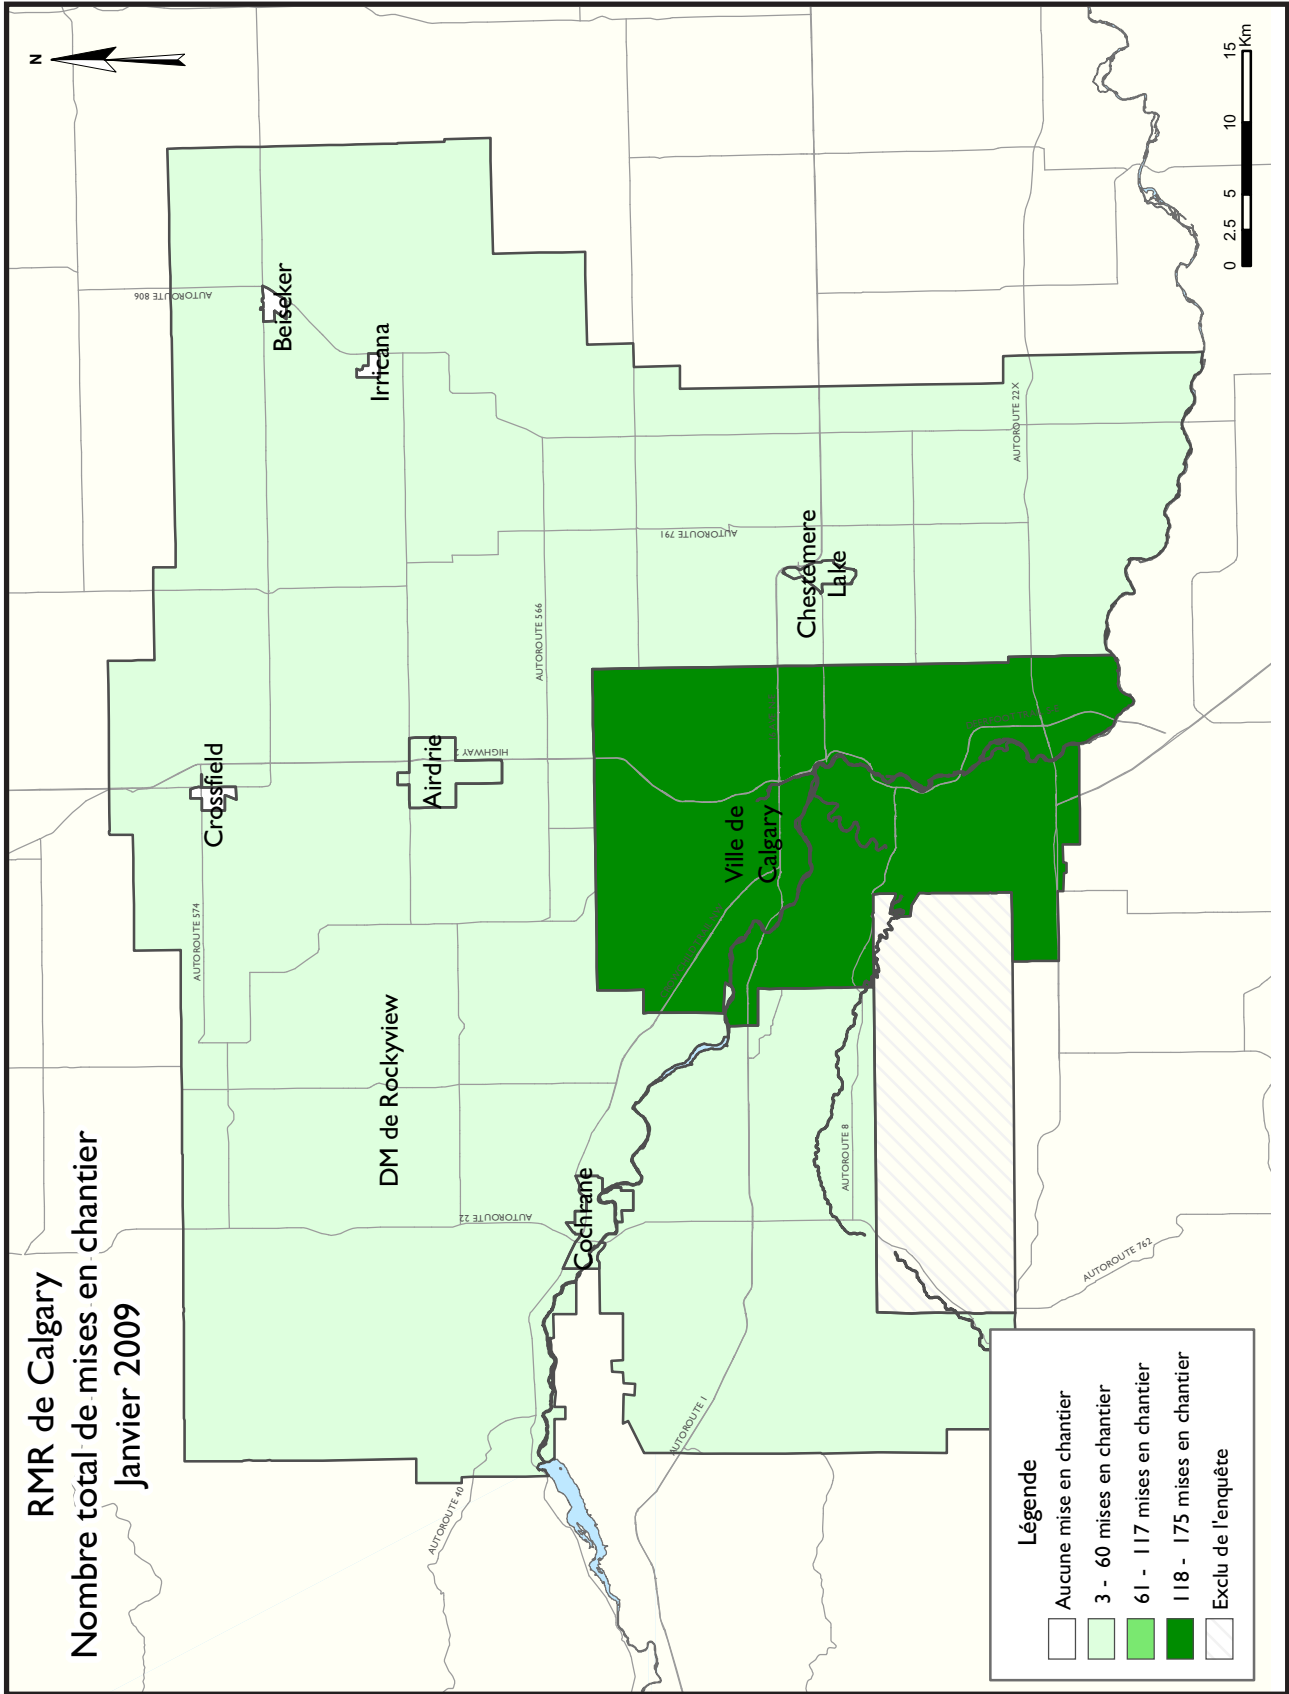 RMR de Calgary
Nombre total de mises en chantier
Janvier 2009
N
AUTOROUTE 806
Beiseker
Irricana
Crossfield
AUTOROUTE 574
HIGHWAY 2
Airdrie
AUTOROUTE 566
DM de Rockyview
AUTOROUTE 22
Cochrane
AUTOROUTE 40
AUTOROUTE 1
AUTOROUTE 791
Chestemere
Lake
Ville de
Calgary
AUTOROUTE 22X
AUTOROUTE 8
AUTOROUTE 762
Légende
Aucune mise en chantier
3 - 60 mises en chantier
61 - 117 mises en chantier
118 - 175 mises en chantier
Exclu de l'enquête
0 2.5 5 10 15
Km